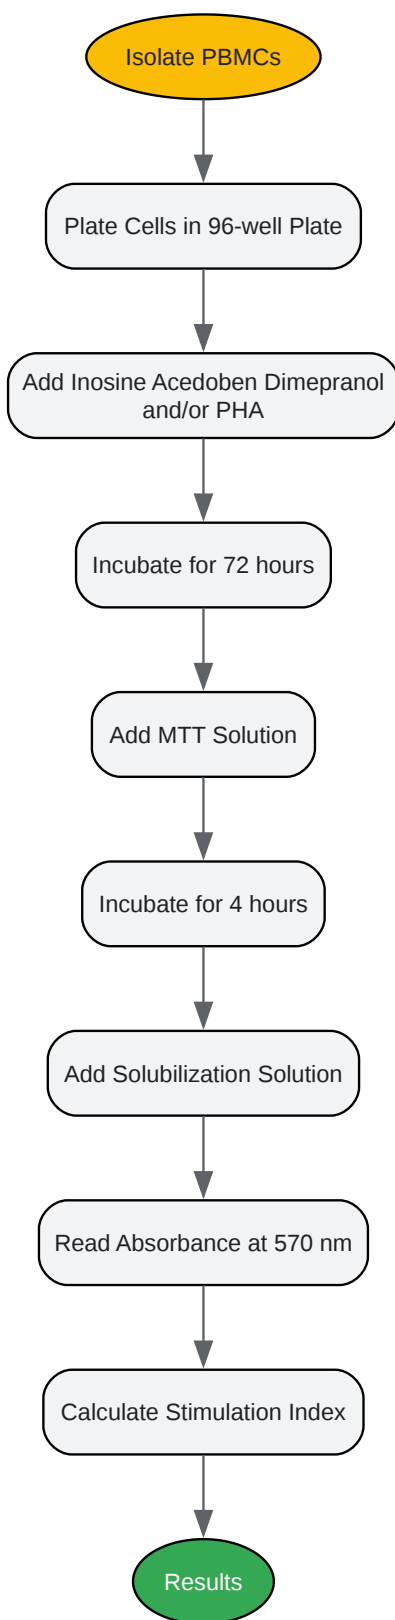 Isolate PBMCs
Plate Cells in 96-well Plate
Add Inosine Acedoben Dimepranol
and/or PHA
Incubate for 72 hours
Add MTT Solution
Incubate for 4 hours
Add Solubilization Solution
Read Absorbance at 570 nm
Calculate Stimulation Index
Results